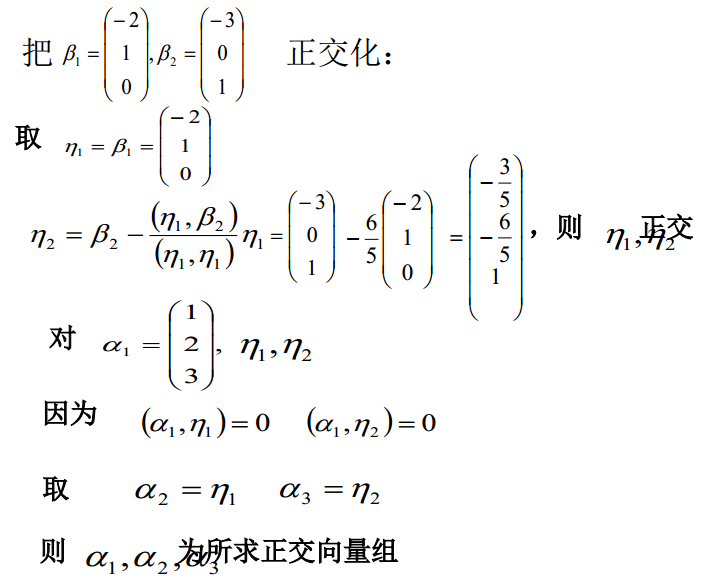 把 β₁ = (−2, 1, 0), β₂ = (−3, 0, 1) 正交化：
取 η₁ = β₁ = (−2, 1, 0)
η₂ = β₂ − (η₁, β₂)/(η₁, η₁) η₁ = (−3, 0, 1) − 6/5 (−2, 1, 0) = (−3/5, −6/5, 1)，则 η₁, η₂ 正交
对 α₁ = (1, 2, 3), η₁, η₂
因为 (α₁, η₁) = 0 (α₁, η₂) = 0
取 α₂ = η₁ α₃ = η₂
则 α₁, α₂, α₃ 为所求正交向量组